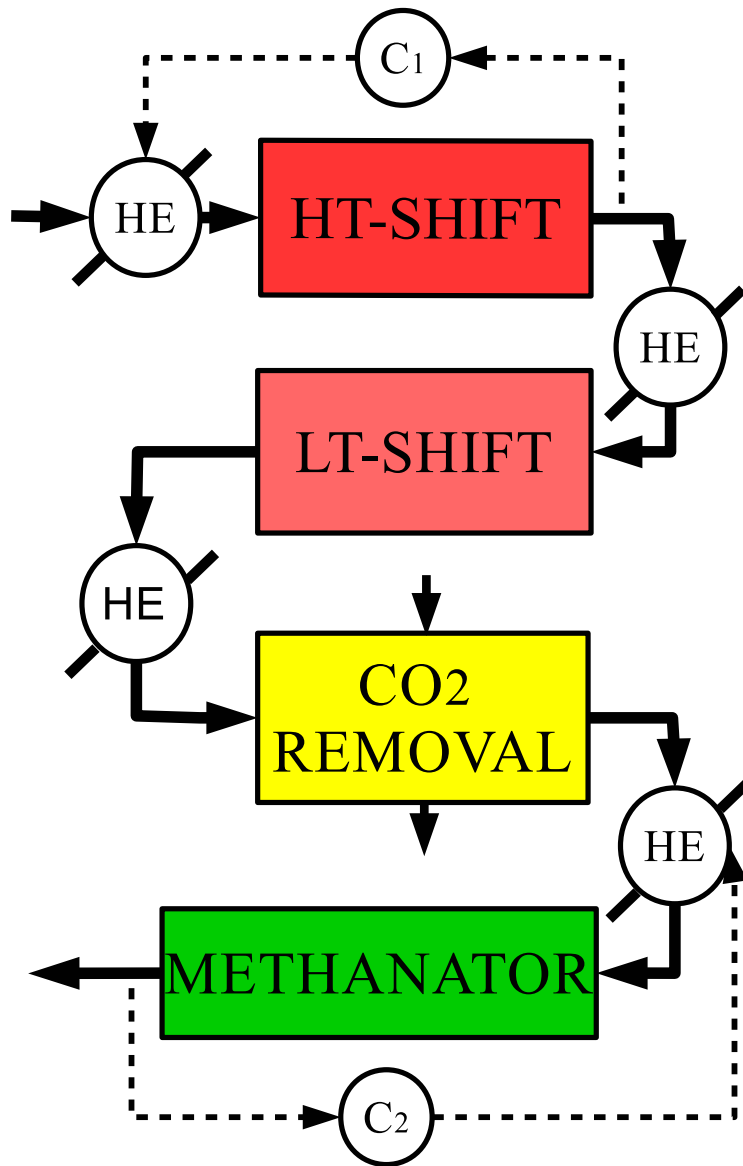 C1
HE
HT-SHIFT
HE
LT-SHIFT
HE
CO2
REMOVAL
HE
METHANATOR
C2